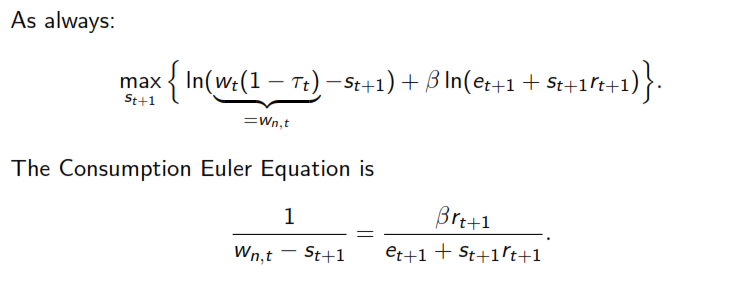 As always:
max_{s_{t+1}} { ln(w_t(1 − τ_t) − s_{t+1}) + β ln(e_{t+1} + s_{t+1}r_{t+1}) }.
=w_{n,t}
The Consumption Euler Equation is
1/(w_{n,t} − s_{t+1}) = βr_{t+1}/(e_{t+1} + s_{t+1}r_{t+1}).